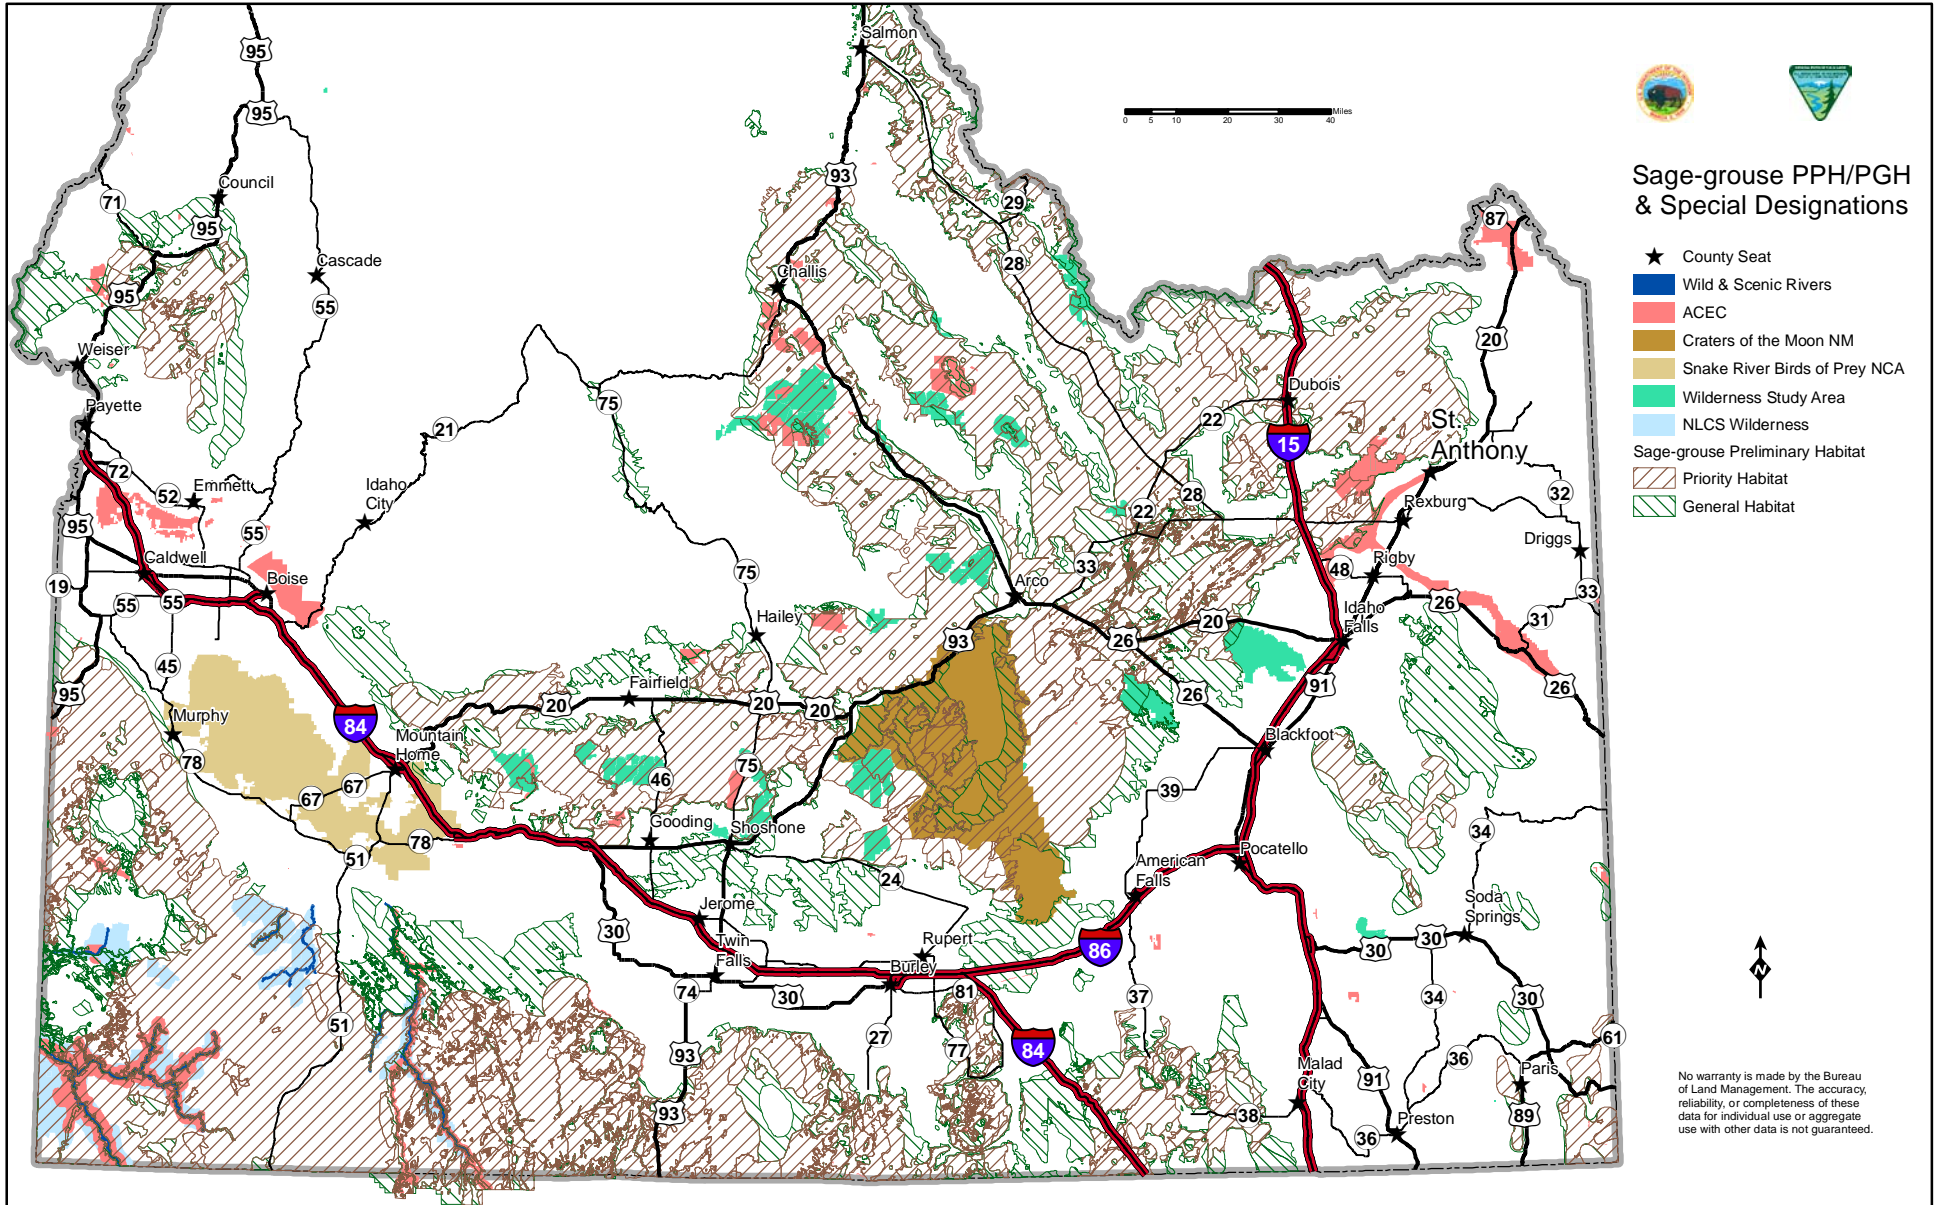 Sage-grouse PPH/PGH
& Special Designations
County Seat
Wild & Scenic Rivers
ACEC
Craters of the Moon NM
Snake River Birds of Prey NCA
Wilderness Study Area
NLCS Wilderness
Sage-grouse Preliminary Habitat
Priority Habitat
General Habitat
0 5 10 20 30 40 Miles
N
No warranty is made by the Bureau
of Land Management. The accuracy,
reliability, or completeness of these
data for individual use or aggregate
use with other data is not guaranteed.
Salmon
95
95
93
Council
71
95
29
87
Cascade
28
Challis
95
55
20
Weiser
Dubois
Payette
75
22
St.
Anthony
21
15
72
52
Emmett
Idaho
City
28
22
32
Rexburg
95
55
Driggs
Caldwell
Boise
75
Arco
33
48
Rigby
19
55
55
33
26
Idaho
Falls
31
Hailey
93
26
20
45
95
Fairfield
20
20
20
26
91
26
Murphy
84
Mountain
Home
Blackfoot
78
67
67
46
75
39
Gooding
Shoshone
34
78
51
24
American
Falls
Pocatello
Jerome
Soda
Springs
30
Twin
Falls
Rupert
86
30
30
Burley
74
30
81
37
34
30
51
27
77
84
61
93
36
Malad
City
91
Paris
93
38
36
Preston
89